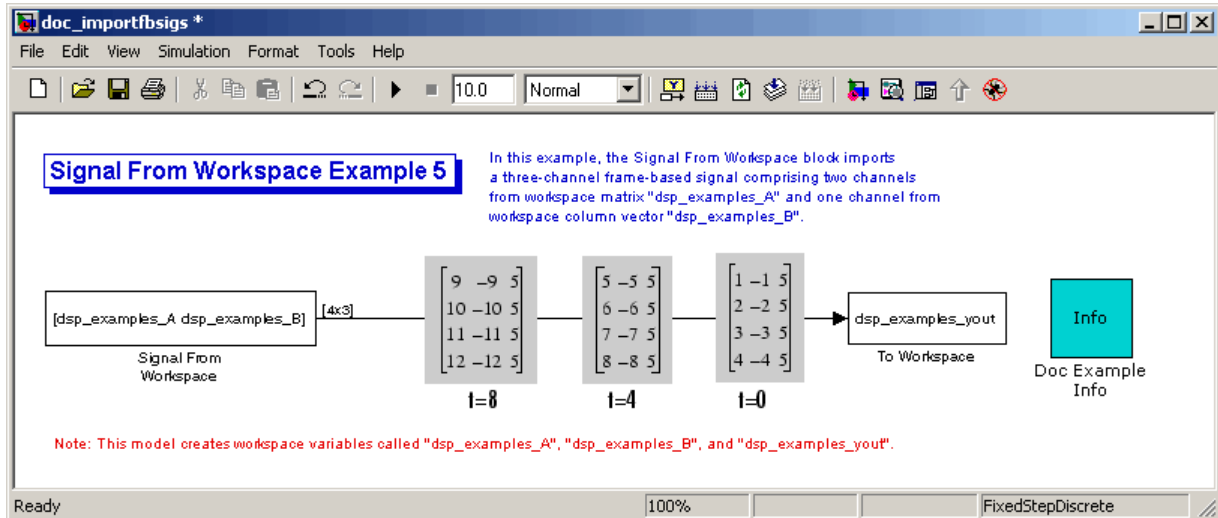 doc_importfbsigs *
File Edit View Simulation Format Tools Help
10.0 Normal
Signal From Workspace Example 5
In this example, the Signal From Workspace block imports
a three-channel frame-based signal comprising two channels
from workspace matrix "dsp_examples_A" and one channel from
workspace column vector "dsp_examples_B".
[dsp_examples_A dsp_examples_B]
[4x3]
Signal From
Workspace
9 -9 5
10 -10 5
11 -11 5
12 -12 5
t=8
5 -5 5
6 -6 5
7 -7 5
8 -8 5
t=4
1 -1 5
2 -2 5
3 -3 5
4 -4 5
t=0
dsp_examples_yout
To Workspace
Info
Doc Example
Info
Note: This model creates workspace variables called "dsp_examples_A", "dsp_examples_B", and "dsp_examples_yout".
Ready 100% FixedStepDiscrete